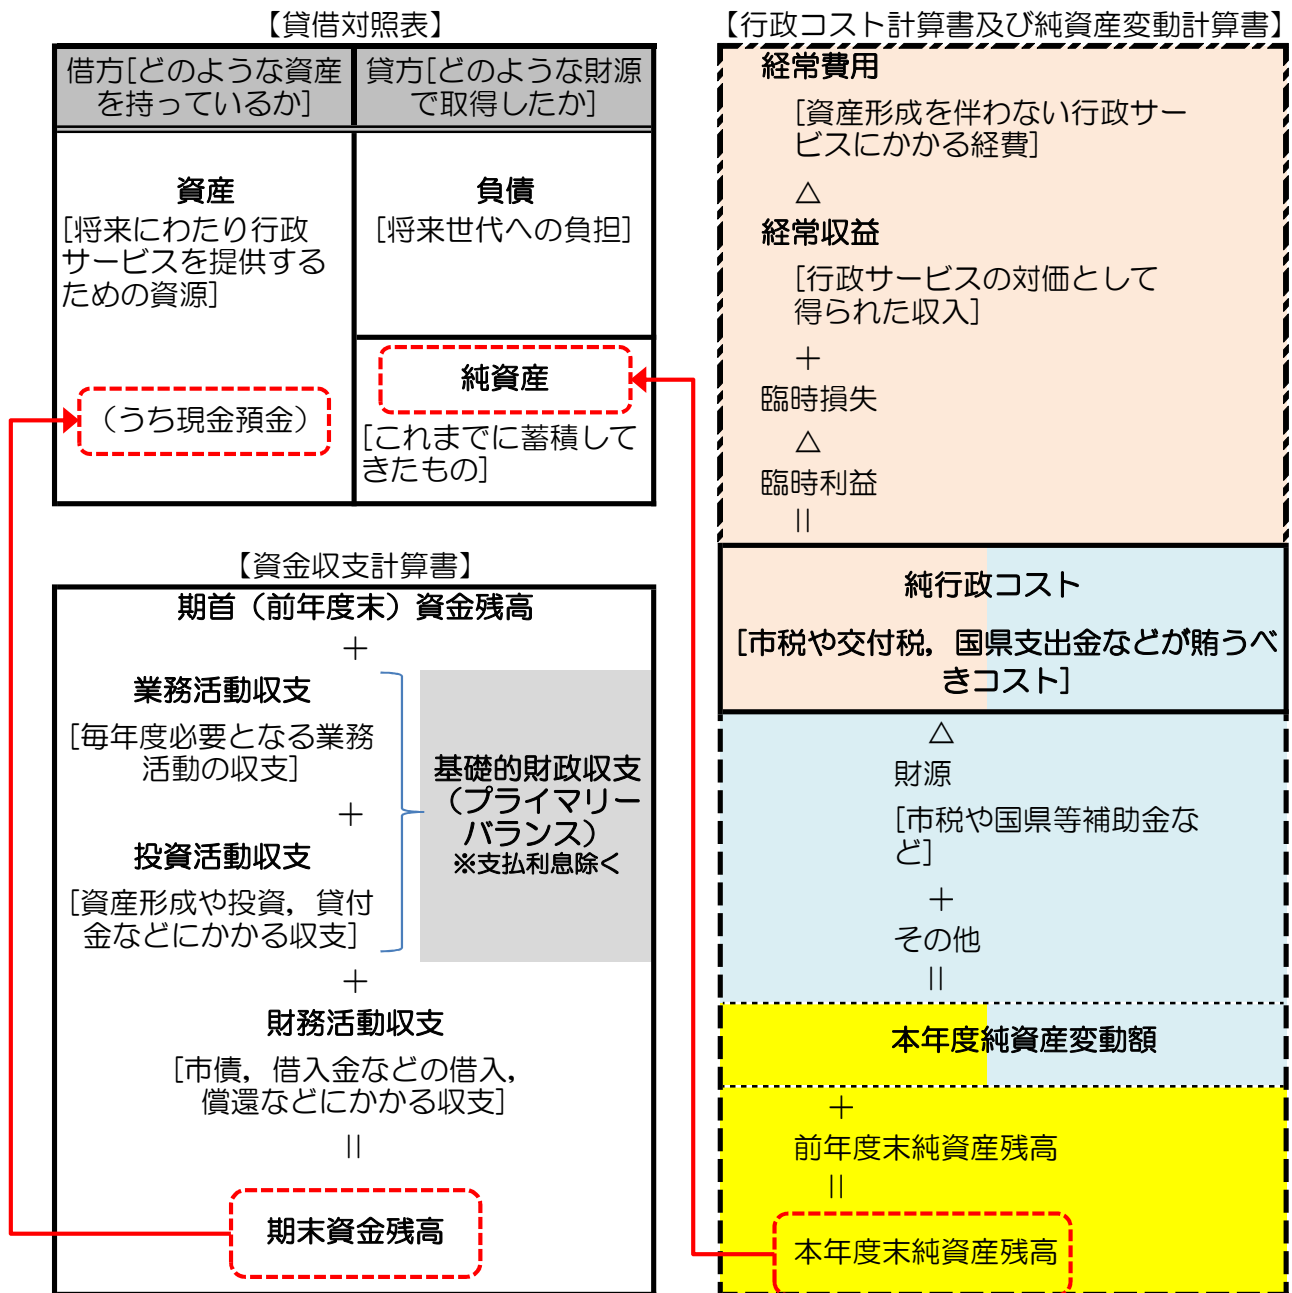 【貸借対照表】
借方[どのような資産
を持っているか]
貸方[どのような財源
で取得したか]
資産
[将来にわたり行政
サービスを提供する
ための資源]
（うち現金預金）
負債
[将来世代への負担]
純資産
[これまでに蓄積して
きたもの]
【資金収支計算書】
期首（前年度末）資金残高
＋
業務活動収支
[毎年度必要となる業務
活動の収支]
＋
投資活動収支
[資産形成や投資，貸付
金などにかかる収支]
基礎的財政収支
（プライマリー
バランス）
※支払利息除く
＋
財務活動収支
[市債，借入金などの借入，
償還などにかかる収支]
＝
期末資金残高
【行政コスト計算書及び純資産変動計算書】
経常費用
[資産形成を伴わない行政サー
ビスにかかる経費]
△
経常収益
[行政サービスの対価として
得られた収入]
＋
臨時損失
△
臨時利益
＝
純行政コスト
[市税や交付税，国県支出金などが賄うべ
きコスト]
△
財源
[市税や国県等補助金な
ど]
＋
その他
＝
本年度純資産変動額
＋
前年度末純資産残高
＝
本年度末純資産残高